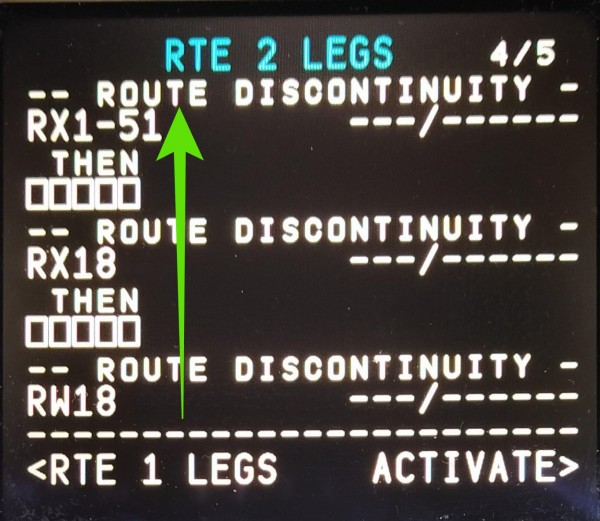 RTE 2 LEGS 4/5
-- ROUTE DISCONTINUITY -
RX1-51 ---/------
THEN
□□□□□
-- ROUTE DISCONTINUITY -
RX18 ---/------
THEN
□□□□□
-- ROUTE DISCONTINUITY -
RW18 ---/------
------------------------
<RTE 1 LEGS ACTIVATE>